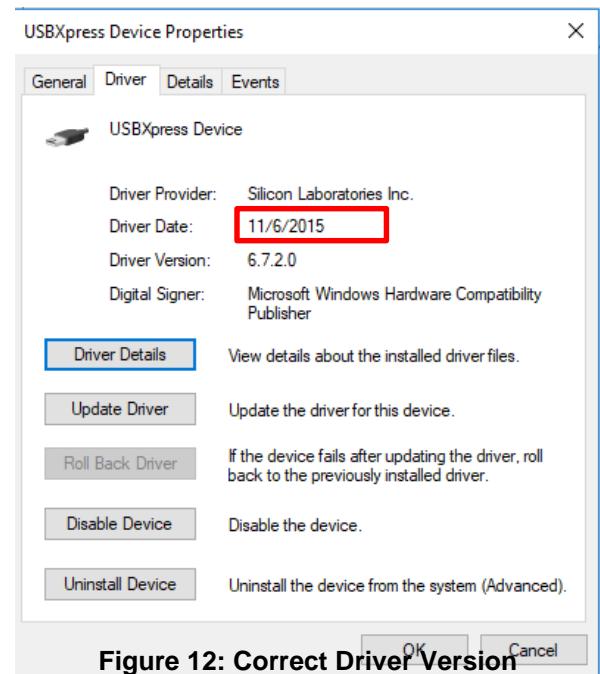 USBXpress Device Properties
General Driver Details Events
USBXpress Device
Driver Provider: Silicon Laboratories Inc.
Driver Date: 11/6/2015
Driver Version: 6.7.2.0
Digital Signer: Microsoft Windows Hardware Compatibility
Publisher
Driver Details View details about the installed driver files.
Update Driver Update the driver for this device.
Roll Back Driver If the device fails after updating the driver, roll
back to the previously installed driver.
Disable Device Disable the device.
Uninstall Device Uninstall the device from the system (Advanced).
OK Cancel
Figure 12: Correct Driver Version